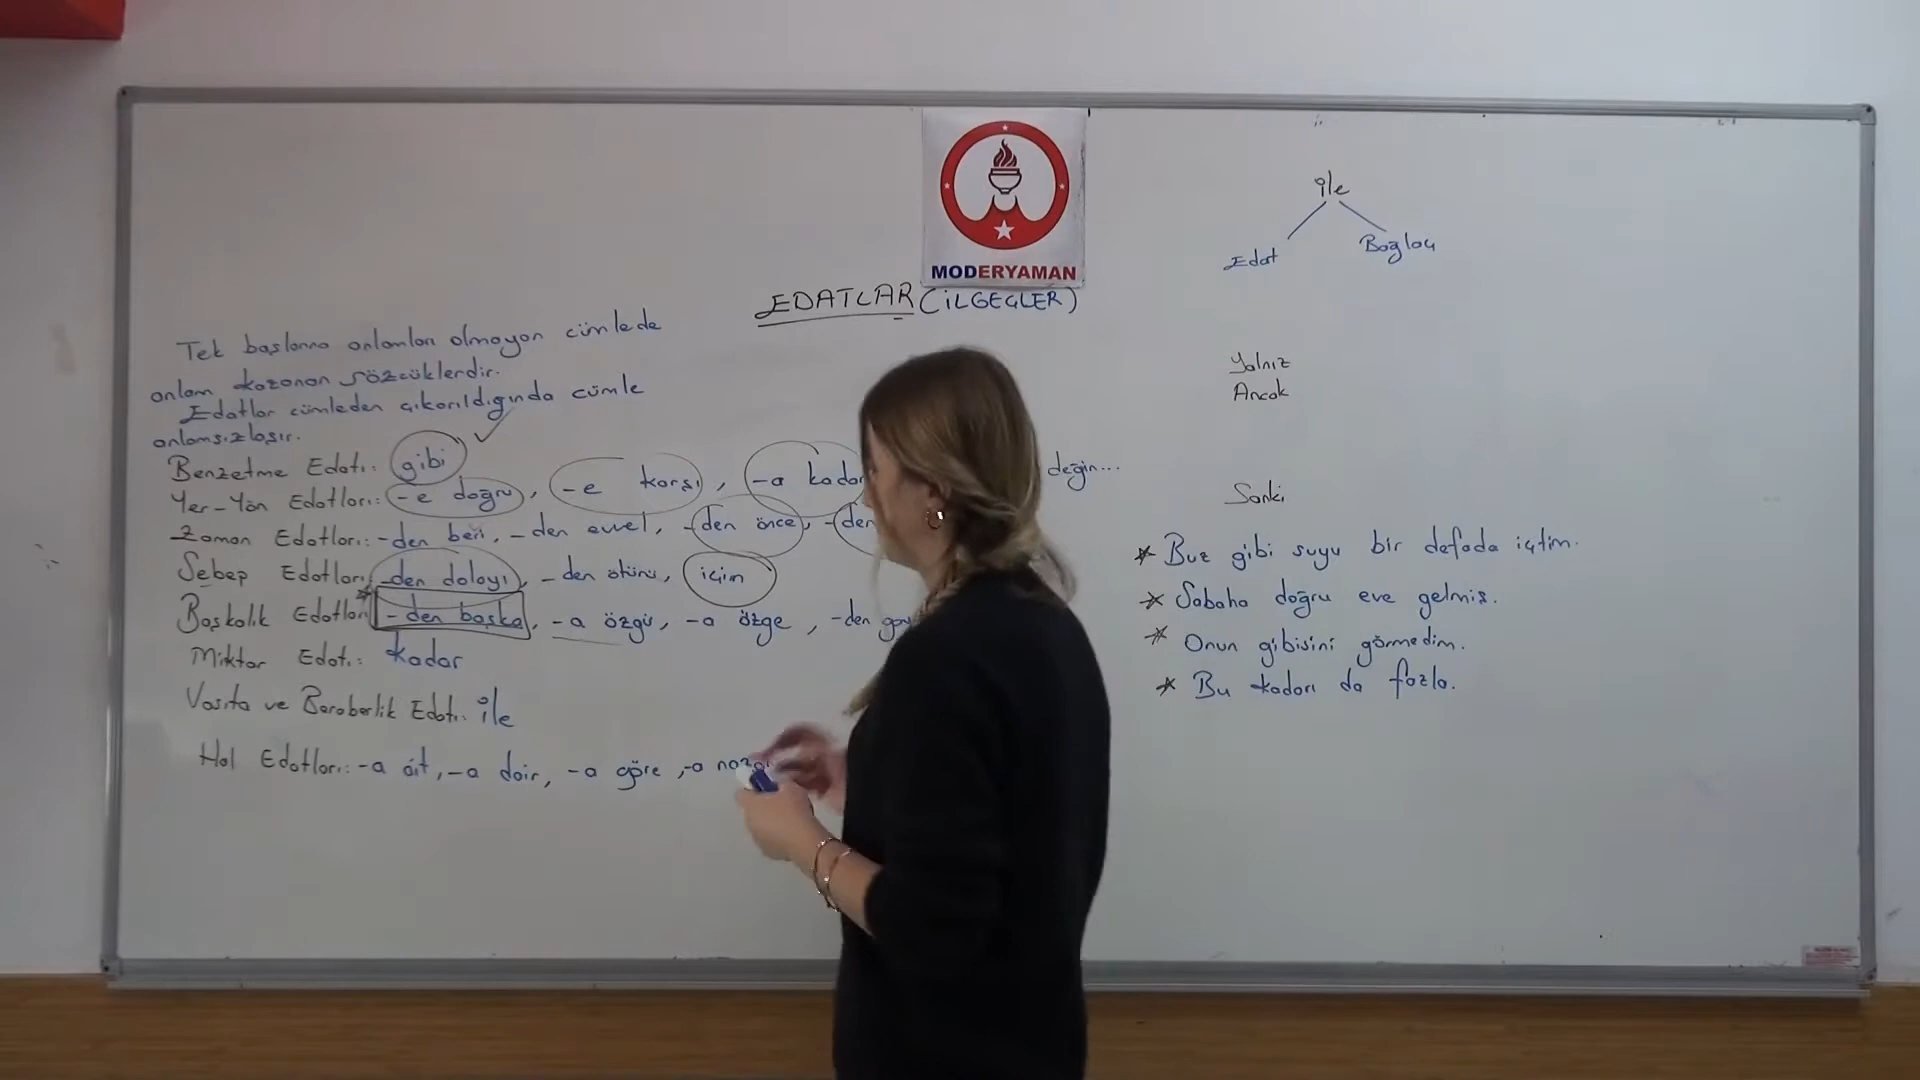 MODERYAMAN
EDATLAR (İLGEÇLER)
Tek başlarına anlamları olmayan cümlede
anlam kazanan sözcüklerdir.
Edatlar cümleden çıkarıldığında cümle
anlamsızlaşır.
Benzetme Edatı: gibi
Yer-Yön Edatları: -e doğru, -e karşı, -a kadar değin...
Zaman Edatları: -den beri, -den evvel, -den önce, -den
Sebep Edatları: -den dolayı, -den ötürü, için
Başkalık Edatları: -den başka, -a özgü, -a özge, -den
Miktar Edatı: kadar
Vasıta ve Beraberlik Edatı: ile
Hal Edatları: -a ait, -a dair, -a göre, -a
ile
Edat Bağlaç
Yalnız
Ancak
Sanki
* Buz gibi suyu bir defada içtim.
* Sabaha doğru eve gelmiş.
* Onun gibisini görmedim.
* Bu kadarı da fazla.